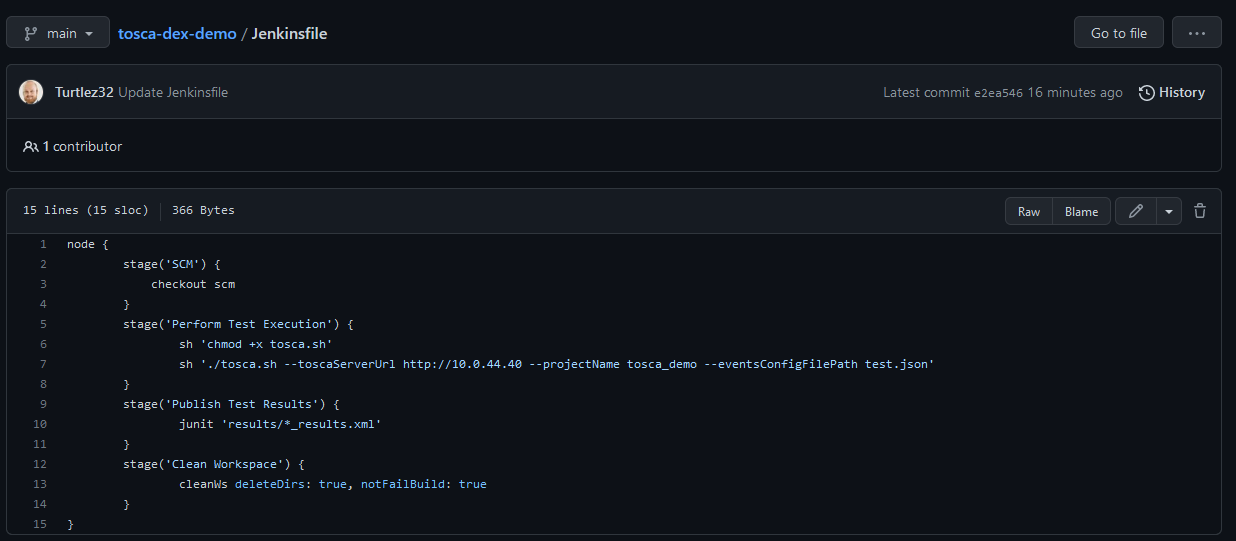 main
tosca-dex-demo / Jenkinsfile
Go to file
...
Turtlez32 Update Jenkinsfile
Latest commit e2ea546 16 minutes ago
History
1 contributor
15 lines (15 sloc)
366 Bytes
Raw
Blame
1 node {
2 stage('SCM') {
3 checkout scm
4 }
5 stage('Perform Test Execution') {
6 sh 'chmod +x tosca.sh'
7 sh './tosca.sh --toscaServerUrl http://10.0.44.40 --projectName tosca_demo --eventsConfigFilePath test.json'
8 }
9 stage('Publish Test Results') {
10 junit 'results/*_results.xml'
11 }
12 stage('Clean Workspace') {
13 cleanWs deleteDirs: true, notFailBuild: true
14 }
15 }